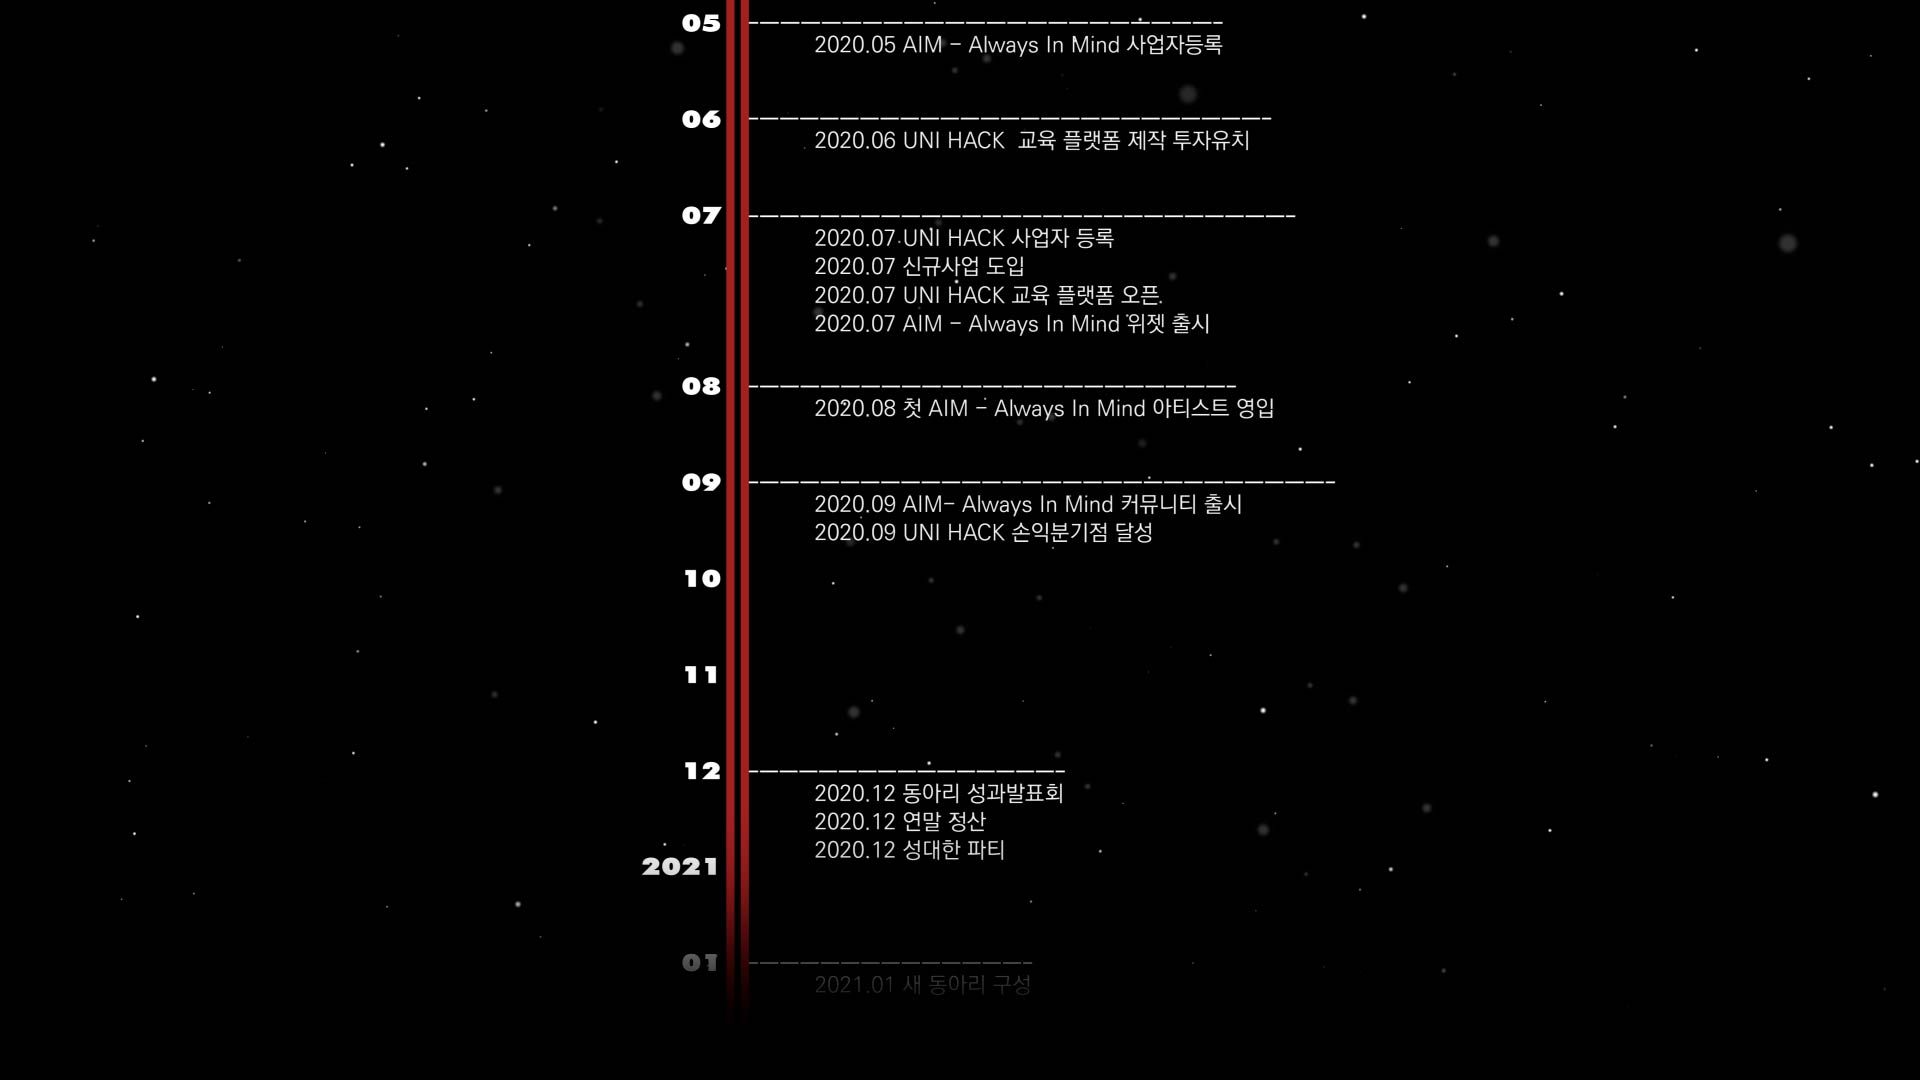 05
2020.05 AIM - Always In Mind 사업자등록
06
2020.06 UNI HACK 교육 플랫폼 제작 투자유치
07
2020.07 UNI HACK 사업자 등록
2020.07 신규사업 도입
2020.07 UNI HACK 교육 플랫폼 오픈
2020.07 AIM - Always In Mind 위젯 출시
08
2020.08 첫 AIM - Always In Mind 아티스트 영입
09
2020.09 AIM- Always In Mind 커뮤니티 출시
2020.09 UNI HACK 손익분기점 달성
10
11
12
2020.12 동아리 성과발표회
2020.12 연말 정산
2020.12 성대한 파티
2021
01
2021.01 새 동아리 구성